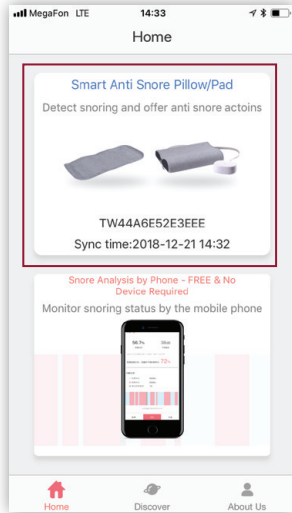 MegaFon LTE 14:33
Home
Smart Anti Snore Pillow/Pad
Detect snoring and offer anti snore actoins
TW44A6E52E3EEE
Sync time:2018-12-21 14:32
Snore Analysis by Phone - FREE & No
Device Required
Monitor snoring status by the mobile phone
Home Discover About Us